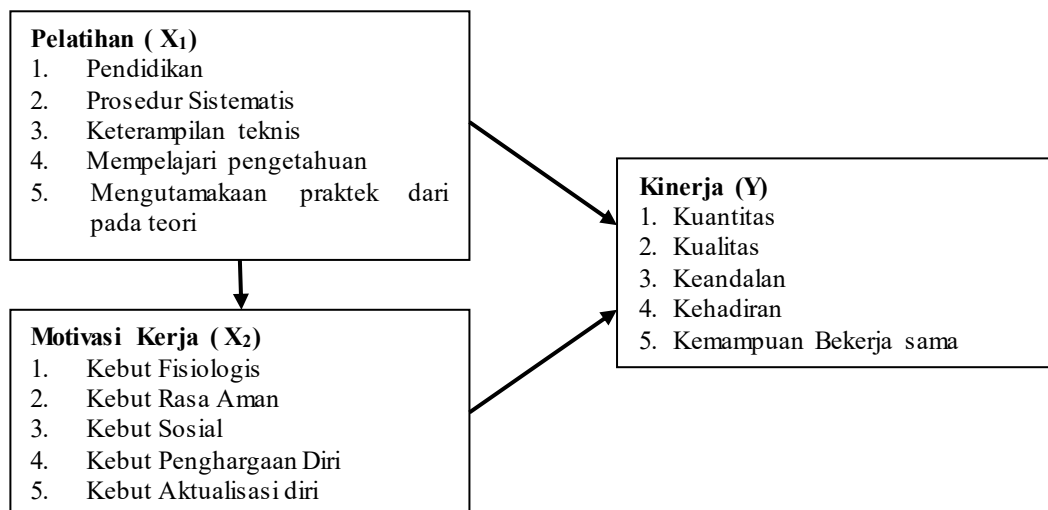 Pelatihan ( X₁)
1. Pendidikan
2. Prosedur Sistematis
3. Keterampilan teknis
4. Mempelajari pengetahuan
5. Mengutamakaan praktek dari
pada teori
Motivasi Kerja ( X₂)
1. Kebut Fisiologis
2. Kebut Rasa Aman
3. Kebut Sosial
4. Kebut Penghargaan Diri
5. Kebut Aktualisasi diri
Kinerja (Y)
1. Kuantitas
2. Kualitas
3. Keandalan
4. Kehadiran
5. Kemampuan Bekerja sama